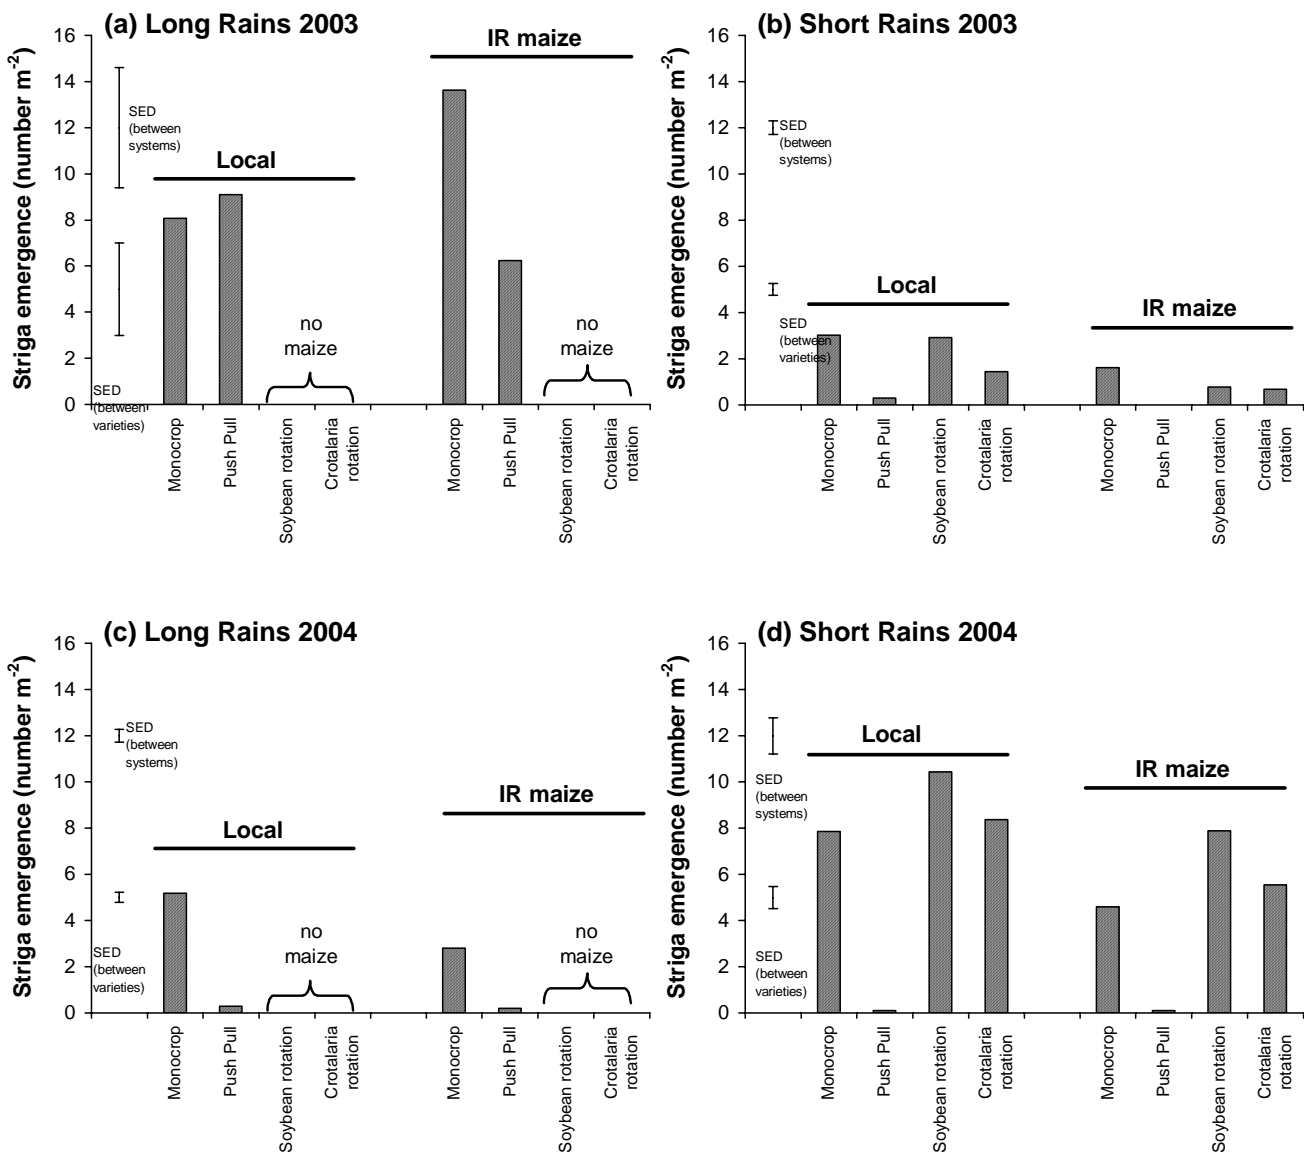 (a) Long Rains 2003
Striga emergence (number m⁻²)
16
14
12
10
8
6
4
2
0
SED
(between
systems)
SED
(between
varieties)
Local
IR maize
no
maize
no
maize
Monocrop
Push Pull
Soybean rotation
Crotalaria
rotation
Monocrop
Push Pull
Soybean rotation
Crotalaria
rotation
(b) Short Rains 2003
Striga emergence (number m⁻²)
16
14
12
10
8
6
4
2
0
SED
(between
systems)
SED
(between
varieties)
Local
IR maize
Monocrop
Push Pull
Soybean rotation
Crotalaria
rotation
Monocrop
Push Pull
Soybean rotation
Crotalaria
rotation
(c) Long Rains 2004
Striga emergence (number m⁻²)
16
14
12
10
8
6
4
2
0
SED
(between
systems)
SED
(between
varieties)
Local
IR maize
no
maize
no
maize
Monocrop
Push Pull
Soybean rotation
Crotalaria
rotation
Monocrop
Push Pull
Soybean rotation
Crotalaria
rotation
(d) Short Rains 2004
Striga emergence (number m⁻²)
16
14
12
10
8
6
4
2
0
SED
(between
systems)
SED
(between
varieties)
Local
IR maize
Monocrop
Push Pull
Soybean rotation
Crotalaria
rotation
Monocrop
Push Pull
Soybean rotation
Crotalaria
rotation